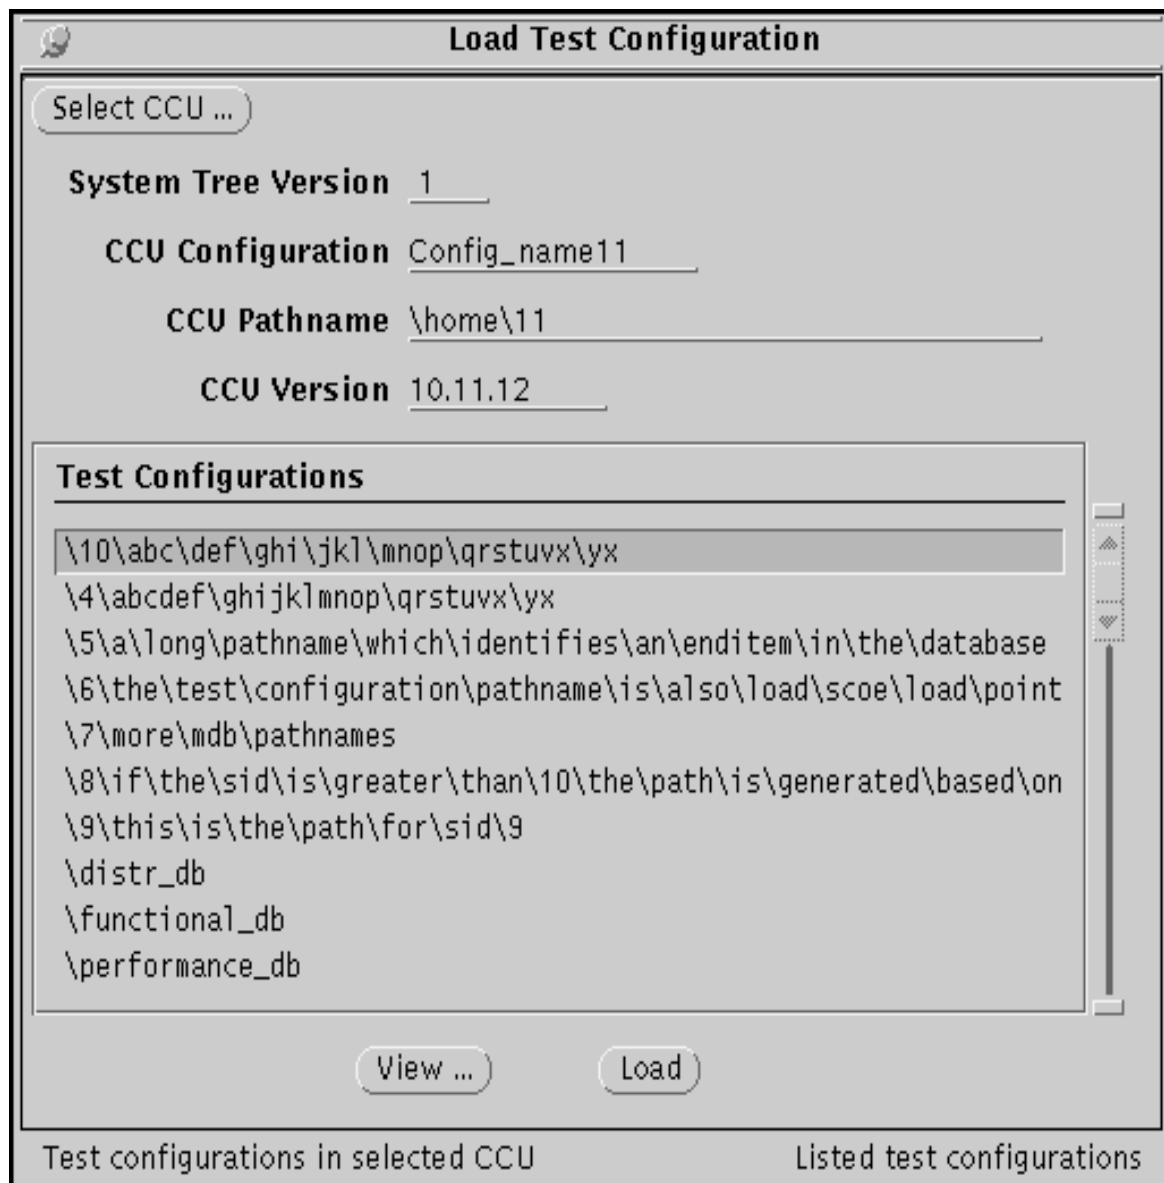 Load Test Configuration
Select CCU ...
System Tree Version 1
CCU Configuration Config_name11
CCU Pathname \home\11
CCU Version 10.11.12
Test Configurations
\10\abc\def\ghi\jkl\mnop\qrstuvx\yx
\4\abcdef\ghijklmnop\qrstuvx\yx
\5\a\long\pathname\which\identifies\an\enditem\in\the\database
\6\the\test\configuration\pathname\is\also\load\scoe\load\point
\7\more\mdb\pathnames
\8\if\the\sid\is\greater\than\10\the\path\is\generated\based\on
\9\this\is\the\path\for\sid\9
\distr_db
\functional_db
\performance_db
View ... Load
Test configurations in selected CCU Listed test configurations